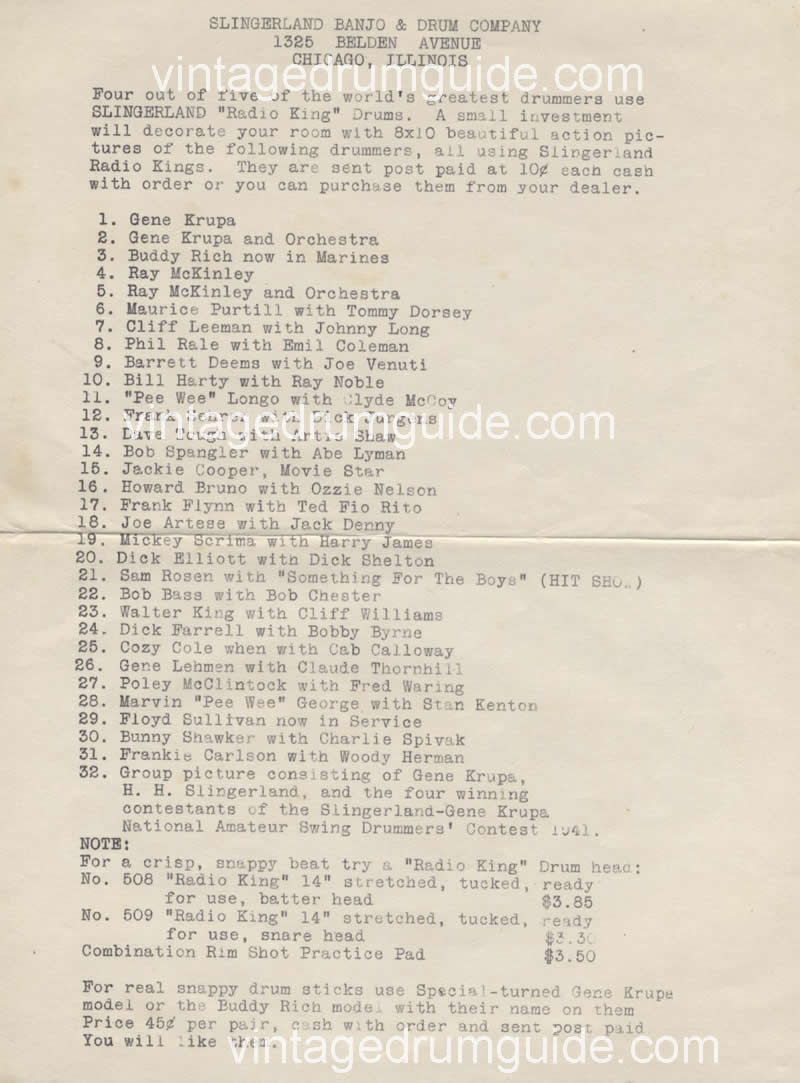 SLINGERLAND BANJO & DRUM COMPANY
1325 BELDEN AVENUE
CHICAGO, ILLINOIS
vintagedrumguide.com
Four out of five of the world's greatest drummers use
SLINGERLAND "Radio King" Drums. A small investment
will decorate your room with 8x10 beautiful action pic-
tures of the following drummers, all using Slingerland
Radio Kings. They are sent post paid at 10¢ each cash
with order or you can purchase them from your dealer.
1. Gene Krupa
2. Gene Krupa and Orchestra
3. Buddy Rich now in Marines
4. Ray McKinley
5. Ray McKinley and Orchestra
6. Maurice Purtill with Tommy Dorsey
7. Cliff Leeman with Johnny Long
8. Phil Rale with Emil Coleman
9. Barrett Deems with Joe Venuti
10. Bill Harty with Ray Noble
11. "Pee Wee" Longo with Clyde McCoy
12. Frank with Dick Jurgens
vintagedrumguide.com
13. Dave Tough with Artie Shaw
14. Bob Spangler with Abe Lyman
15. Jackie Cooper, Movie Star
16. Howard Bruno with Ozzie Nelson
17. Frank Flynn with Ted Fio Rito
18. Joe Artese with Jack Denny
19. Mickey Scrima with Harry James
20. Dick Elliott with Dick Shelton
21. Sam Rosen with "Something For The Boys" (HIT SHOW)
22. Bob Bass with Bob Chester
23. Walter King with Cliff Williams
24. Dick Farrell with Bobby Byrne
25. Cozy Cole when with Cab Calloway
26. Gene Lehmen with Claude Thornhill
27. Poley McClintock with Fred Waring
28. Marvin "Pee Wee" George with Stan Kenton
29. Floyd Sullivan now in Service
30. Bunny Shawker with Charlie Spivak
31. Frankie Carlson with Woody Herman
32. Group picture consisting of Gene Krupa,
H. H. Slingerland, and the four winning
contestants of the Slingerland-Gene Krupa
National Amateur Swing Drummers' Contest 1941.
NOTE:
For a crisp, snappy beat try a "Radio King" Drum head:
No. 508 "Radio King" 14" stretched, tucked, ready
for use, batter head $3.85
No. 509 "Radio King" 14" stretched, tucked, ready
for use, snare head $3.30
Combination Rim Shot Practice Pad $3.50
For real snappy drum sticks use Special-turned Gene Krupa
model or the Buddy Rich model with their name on them
Price 45¢ per pair, cash with order and sent post paid
You will like them.
vintagedrumguide.com